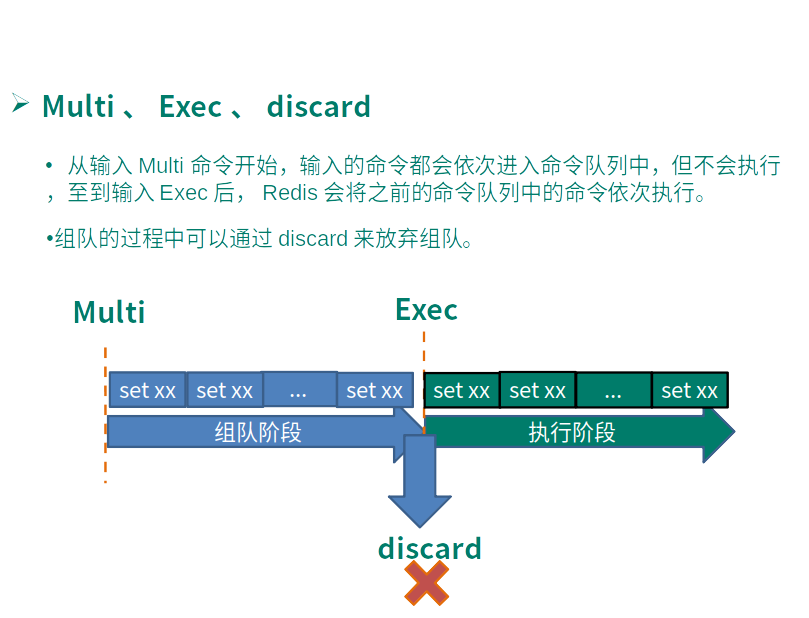 Multi 、 Exec 、 discard
• 从输入 Multi 命令开始，输入的命令都会依次进入命令队列中，但不会执行
，至到输入 Exec 后， Redis 会将之前的命令队列中的命令依次执行。
•组队的过程中可以通过 discard 来放弃组队。
Multi
Exec
set xx set xx ... set xx set xx set xx ... set xx
组队阶段 执行阶段
discard